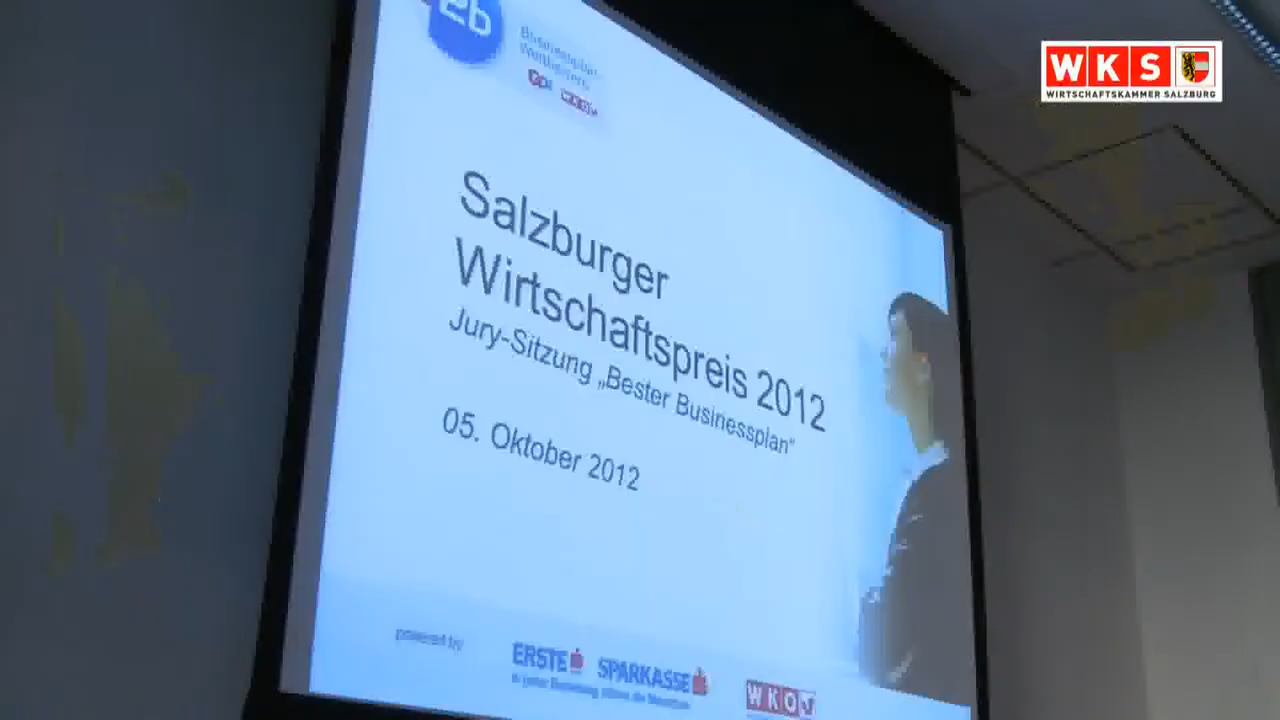 WKS
WIRTSCHAFTSKAMMER SALZBURG
Salzburger
Wirtschaftspreis 2012
Jury-Sitzung „Bester Businessplan“
05. Oktober 2012
powered by
ERSTE SPARKASSE
WKO